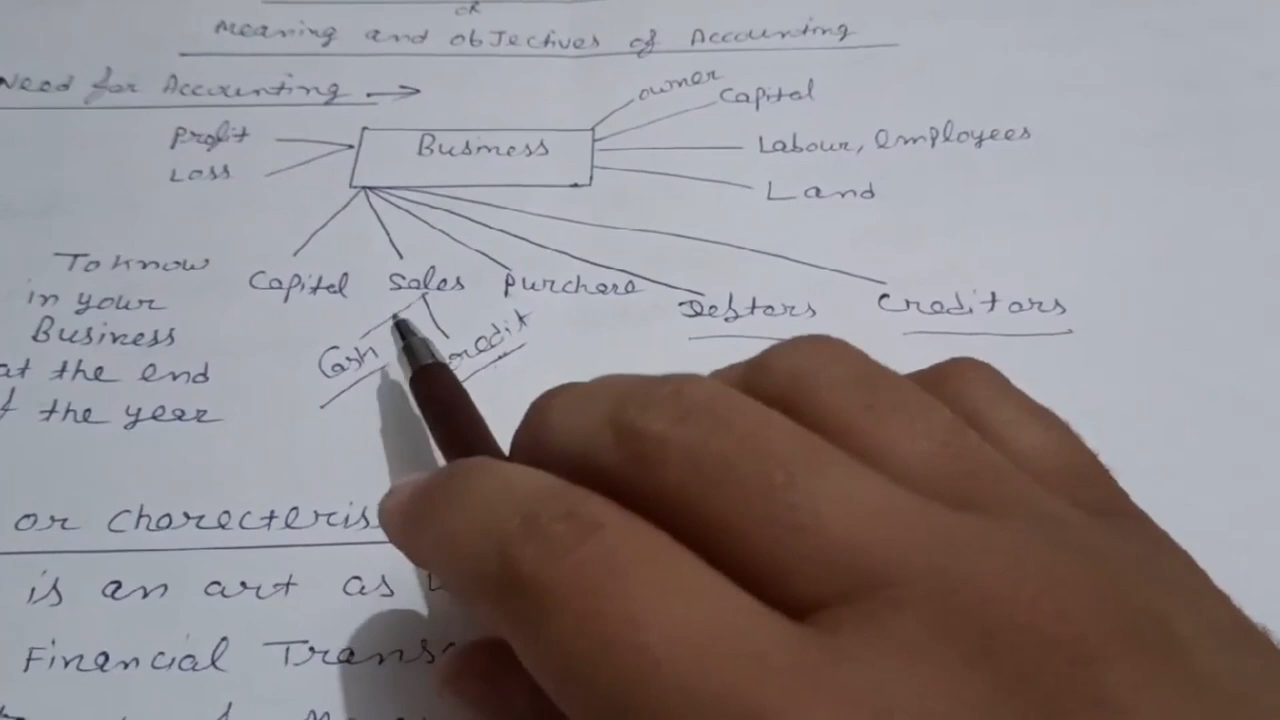 OR
Meaning and objectives of Accounting
Need for Accounting →
owner
Capital
Profit
Business
Labour, employees
Loss
Land
To know
Capital Sales Purchase
in your
Debtors Creditors
Business
Cash Credit
at the end
the year
or charecteris
is an art as
Financial Trans